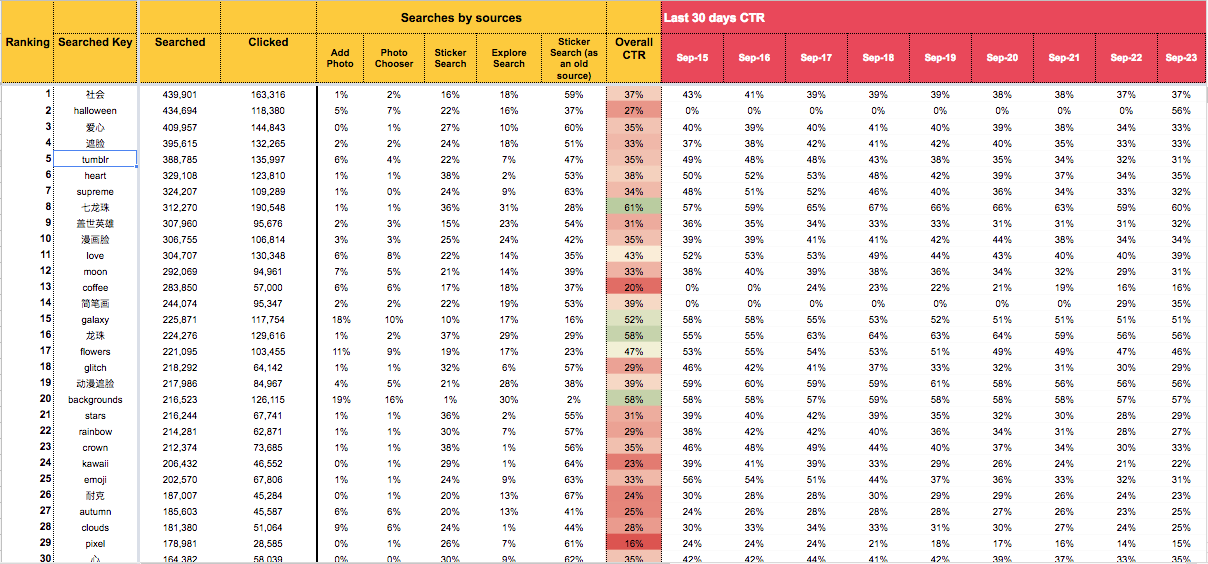 Searches by sources Last 30 days CTR
Ranking Searched Key Searched Clicked Add Photo Photo Chooser Sticker Search Explore Search Sticker Search (as an old source) Overall CTR Sep-15 Sep-16 Sep-17 Sep-18 Sep-19 Sep-20 Sep-21 Sep-22 Sep-23
1 社会 439,901 163,316 1% 2% 16% 18% 59% 37% 43% 41% 39% 39% 39% 38% 38% 37% 37%
2 halloween 434,694 118,380 5% 7% 22% 16% 37% 27% 0% 0% 0% 0% 0% 0% 0% 0% 56%
3 爱心 409,957 144,843 0% 1% 27% 10% 60% 35% 40% 39% 40% 41% 40% 39% 38% 34% 33%
4 遮脸 395,615 132,265 2% 2% 24% 18% 51% 33% 37% 38% 42% 41% 42% 40% 35% 33% 33%
5 tumblr 388,785 135,997 6% 4% 22% 7% 47% 35% 49% 48% 48% 43% 38% 35% 34% 32% 31%
6 heart 329,108 123,810 1% 1% 38% 2% 53% 38% 50% 52% 53% 48% 42% 39% 37% 34% 35%
7 supreme 324,207 109,289 1% 0% 24% 9% 63% 34% 48% 51% 52% 46% 40% 36% 34% 33% 32%
8 七龙珠 312,270 190,548 1% 1% 36% 31% 28% 61% 57% 59% 65% 67% 66% 66% 63% 59% 60%
9 盖世英雄 307,960 95,676 2% 3% 15% 23% 54% 31% 36% 35% 34% 33% 33% 31% 31% 31% 32%
10 漫画脸 306,755 106,814 3% 3% 25% 24% 42% 35% 39% 39% 41% 41% 42% 44% 38% 34% 34%
11 love 304,707 130,348 6% 8% 22% 14% 35% 43% 52% 53% 53% 49% 44% 43% 40% 40% 39%
12 moon 292,069 94,961 7% 5% 21% 14% 39% 33% 38% 40% 39% 38% 36% 34% 32% 29% 31%
13 coffee 283,850 57,000 6% 6% 17% 18% 37% 20% 0% 0% 24% 23% 22% 21% 19% 16% 16%
14 简笔画 244,074 95,347 2% 2% 22% 19% 53% 39% 0% 0% 0% 0% 0% 0% 0% 29% 35%
15 galaxy 225,871 117,754 18% 10% 10% 17% 16% 52% 58% 58% 55% 53% 52% 51% 51% 51% 51%
16 龙珠 224,276 129,616 1% 2% 37% 29% 29% 58% 55% 55% 63% 64% 63% 64% 59% 56% 56%
17 flowers 221,095 103,455 11% 9% 19% 17% 23% 47% 53% 55% 54% 53% 51% 49% 49% 47% 46%
18 glitch 218,292 64,142 1% 1% 32% 6% 57% 29% 46% 42% 41% 37% 33% 32% 31% 30% 29%
19 动漫遮脸 217,986 84,967 4% 5% 21% 28% 38% 39% 59% 60% 59% 59% 61% 58% 56% 56% 56%
20 backgrounds 216,523 126,115 19% 16% 1% 30% 2% 58% 58% 58% 57% 59% 58% 58% 58% 57% 57%
21 stars 216,244 67,741 1% 1% 36% 2% 55% 31% 39% 40% 42% 39% 35% 32% 30% 28% 29%
22 rainbow 214,281 62,871 1% 1% 30% 7% 57% 29% 38% 42% 42% 40% 36% 34% 31% 28% 27%
23 crown 212,374 73,685 1% 1% 38% 1% 56% 35% 46% 48% 49% 44% 40% 37% 34% 30% 33%
24 kawaii 206,432 46,552 0% 1% 29% 1% 64% 23% 39% 41% 39% 33% 29% 26% 24% 21% 22%
25 emoji 202,570 67,806 1% 1% 24% 9% 63% 33% 56% 54% 51% 44% 37% 36% 33% 32% 31%
26 耐克 187,007 45,284 0% 1% 20% 13% 67% 24% 30% 28% 28% 30% 29% 29% 26% 24% 23%
27 autumn 185,603 45,587 6% 6% 20% 13% 41% 25% 24% 26% 28% 28% 28% 27% 26% 23% 25%
28 clouds 181,380 51,064 9% 6% 24% 1% 44% 28% 30% 33% 34% 33% 31% 30% 27% 24% 25%
29 pixel 178,981 28,585 0% 1% 26% 7% 61% 16% 24% 24% 24% 21% 18% 17% 16% 14% 15%
30 心 164,382 58,039 0% 1% 30% 9% 62% 35% 42% 42% 44% 41% 42% 39% 37% 33% 35%